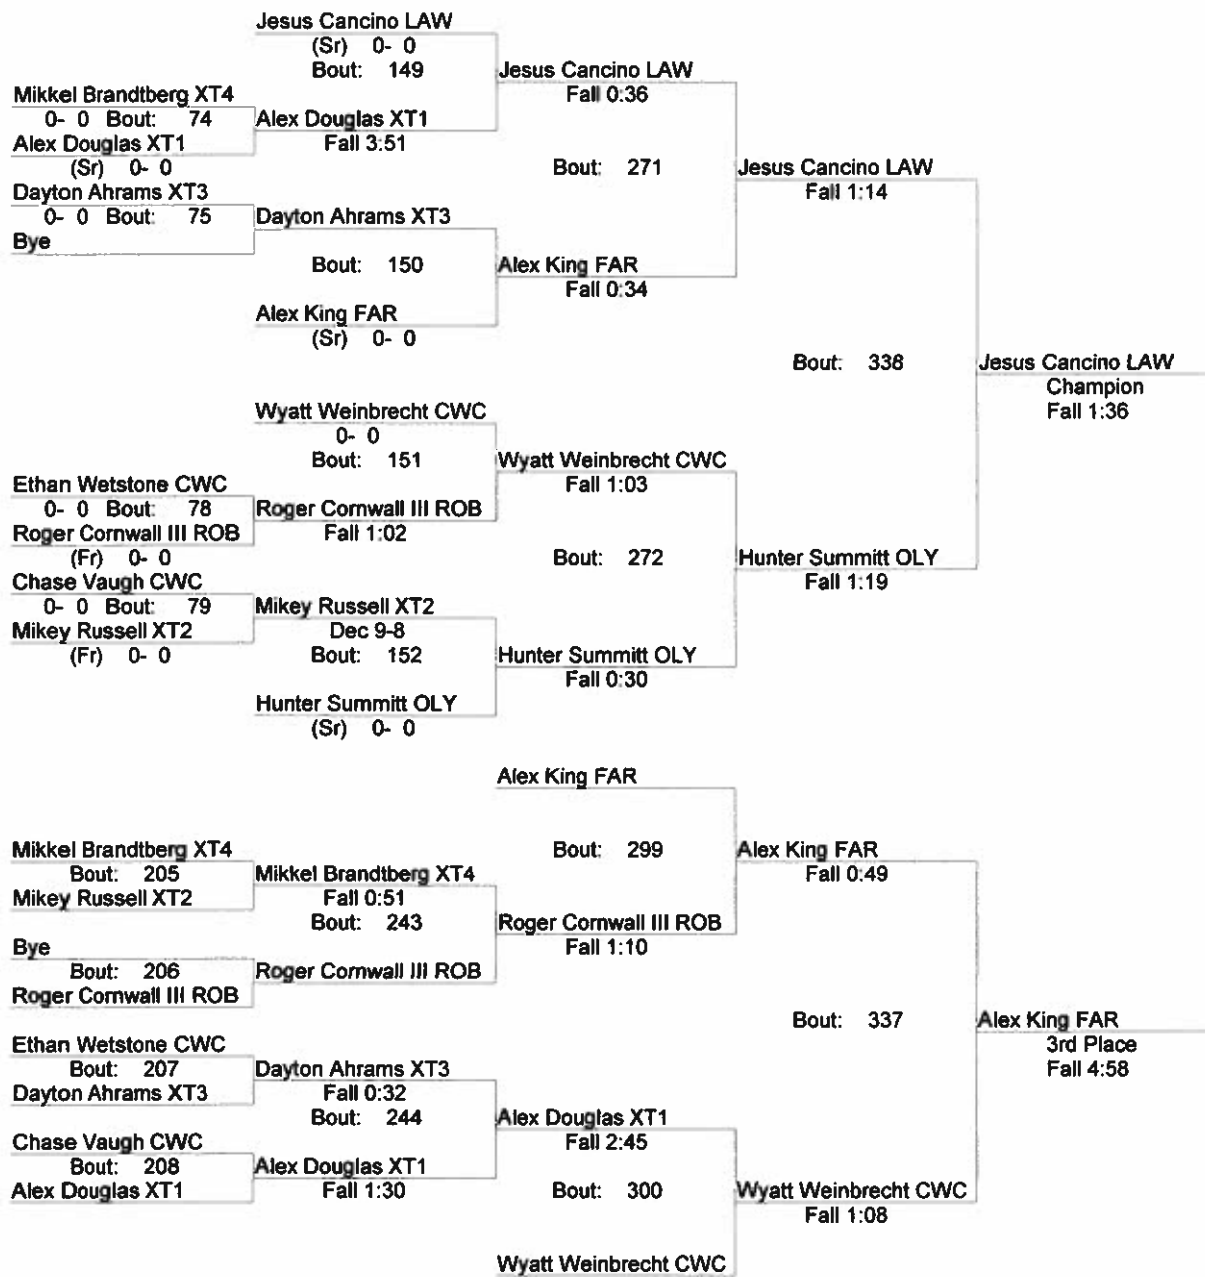 Jesus Cancino LAW
(Sr) 0- 0
Bout: 149
Jesus Cancino LAW
Fall 0:36
Mikkel Brandtberg XT4
0- 0 Bout: 74
Alex Douglas XT1
Alex Douglas XT1
Fall 3:51
(Sr) 0- 0
Bout: 271
Jesus Cancino LAW
Fall 1:14
Dayton Ahrams XT3
0- 0 Bout: 75
Dayton Ahrams XT3
Bye
Bout: 150
Alex King FAR
Fall 0:34
Alex King FAR
(Sr) 0- 0
Bout: 338
Jesus Cancino LAW
Champion
Fall 1:36
Wyatt Weinbrecht CWC
0- 0
Bout: 151
Wyatt Weinbrecht CWC
Fall 1:03
Ethan Wetstone CWC
0- 0 Bout: 78
Roger Cornwall III ROB
Roger Cornwall III ROB
Fall 1:02
(Fr) 0- 0
Bout: 272
Hunter Summitt OLY
Fall 1:19
Chase Vaugh CWC
0- 0 Bout: 79
Mikey Russell XT2
Mikey Russell XT2
Dec 9-8
(Fr) 0- 0
Bout: 152
Hunter Summitt OLY
Fall 0:30
Hunter Summitt OLY
(Sr) 0- 0
Alex King FAR
Mikkel Brandtberg XT4
Bout: 205
Mikey Russell XT2
Mikkel Brandtberg XT4
Fall 0:51
Bout: 299
Alex King FAR
Fall 0:49
Bout: 243
Roger Cornwall III ROB
Fall 1:10
Bye
Bout: 206
Roger Cornwall III ROB
Roger Cornwall III ROB
Bout: 337
Alex King FAR
3rd Place
Fall 4:58
Ethan Wetstone CWC
Bout: 207
Dayton Ahrams XT3
Dayton Ahrams XT3
Fall 0:32
Bout: 244
Alex Douglas XT1
Fall 2:45
Chase Vaugh CWC
Bout: 208
Alex Douglas XT1
Alex Douglas XT1
Fall 1:30
Bout: 300
Wyatt Weinbrecht CWC
Fall 1:08
Wyatt Weinbrecht CWC